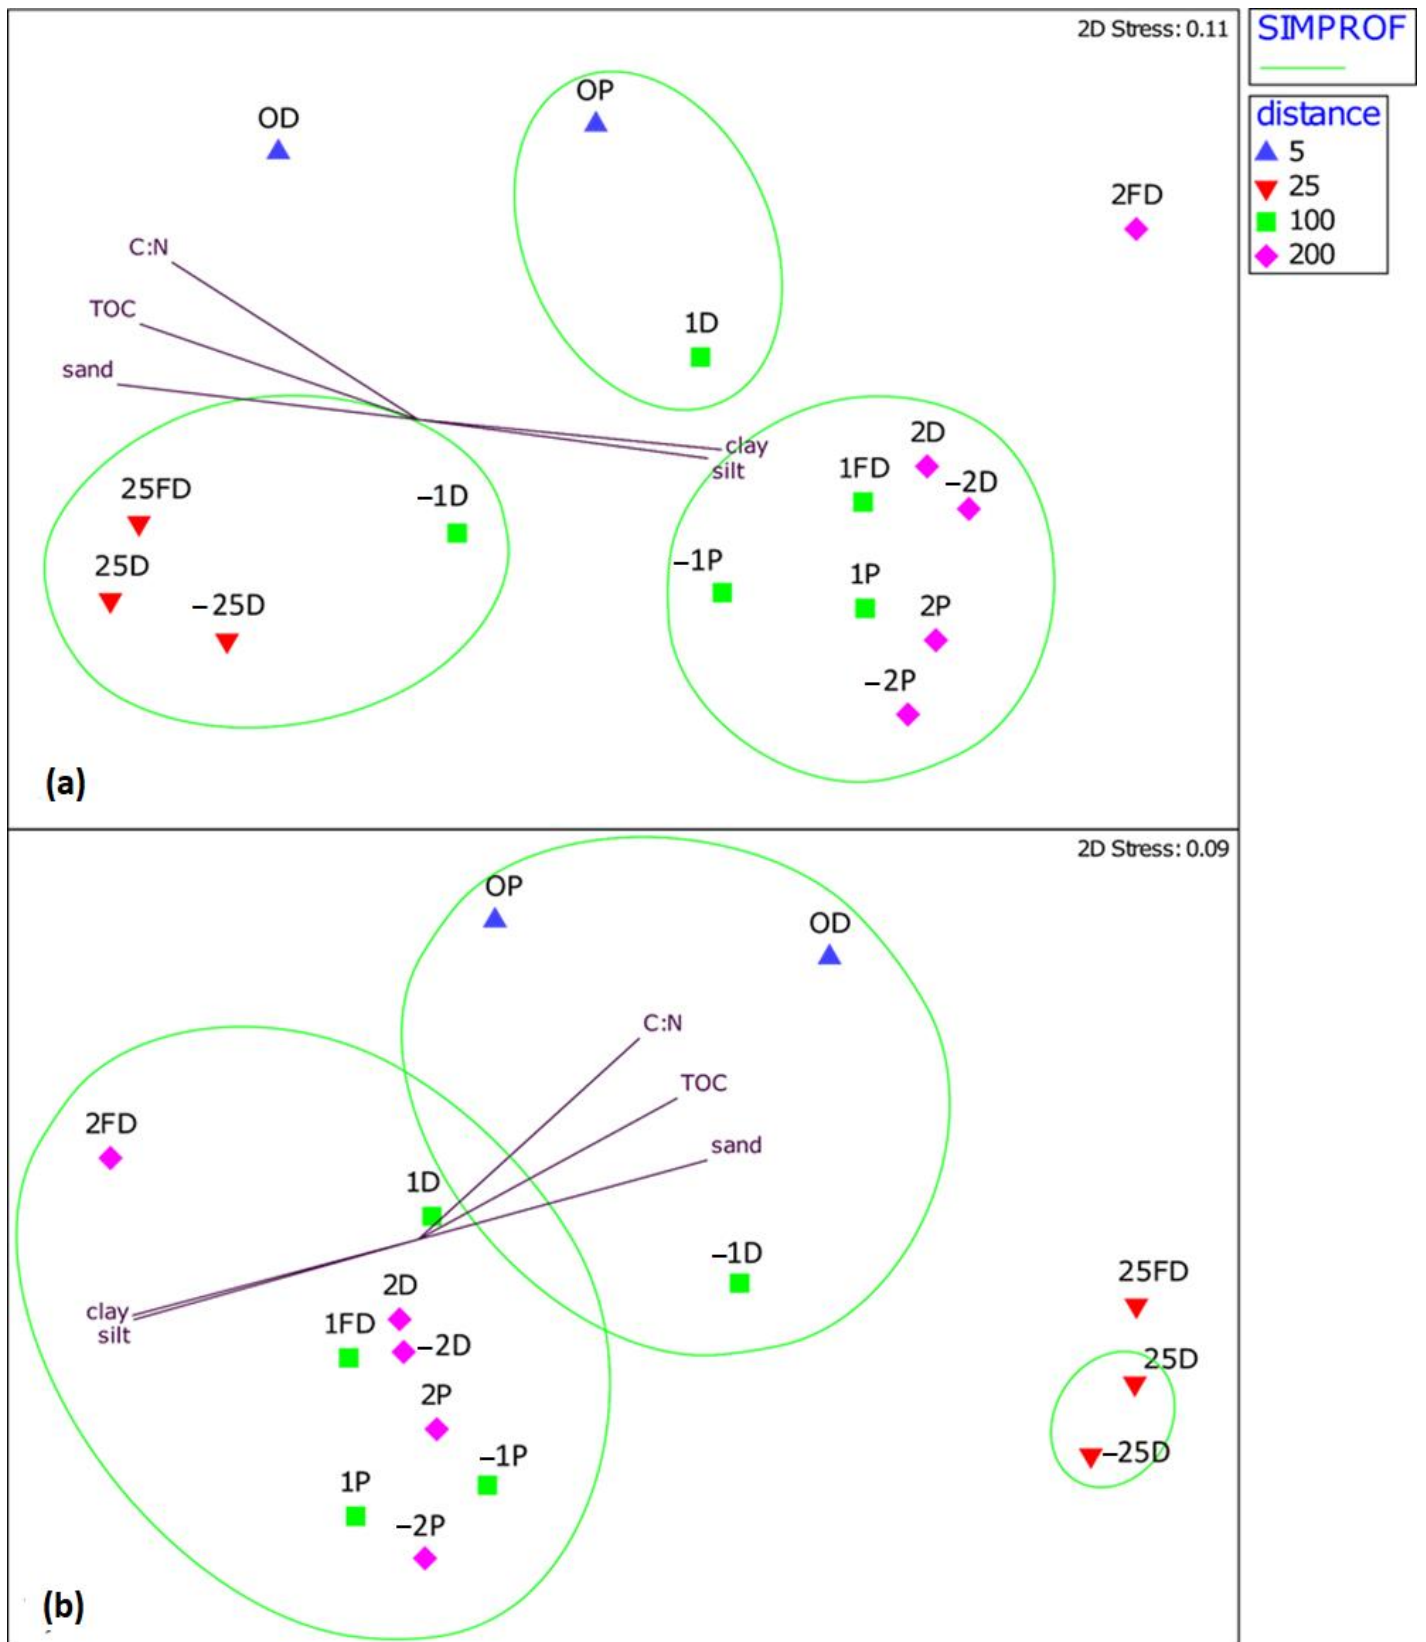 2D Stress: 0.11
SIMPROF
distance
5
25
100
200
OP
OD
2FD
C:N
TOC
1D
sand
clay
silt
2D
1FD
−2D
25FD
−1D
−1P
25D
1P
−25D
2P
−2P
(a)
2D Stress: 0.09
OP
OD
C:N
TOC
2FD
sand
1D
−1D
25FD
2D
clay
silt
1FD
−2D
25D
2P
−1P
−25D
1P
−2P
(b)